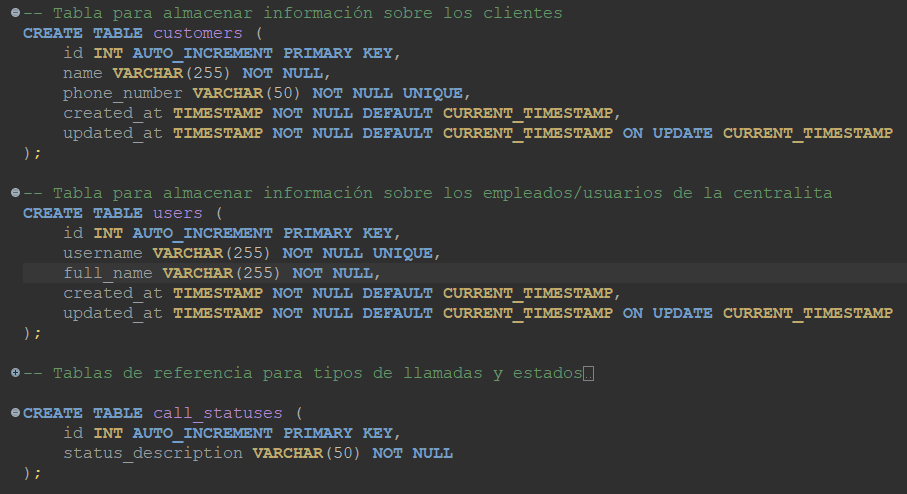 -- Tabla para almacenar información sobre los clientes
CREATE TABLE customers (
    id INT AUTO_INCREMENT PRIMARY KEY,
    name VARCHAR(255) NOT NULL,
    phone_number VARCHAR(50) NOT NULL UNIQUE,
    created_at TIMESTAMP NOT NULL DEFAULT CURRENT_TIMESTAMP,
    updated_at TIMESTAMP NOT NULL DEFAULT CURRENT_TIMESTAMP ON UPDATE CURRENT_TIMESTAMP
);
-- Tabla para almacenar información sobre los empleados/usuarios de la centralita
CREATE TABLE users (
    id INT AUTO_INCREMENT PRIMARY KEY,
    username VARCHAR(255) NOT NULL UNIQUE,
    full_name VARCHAR(255) NOT NULL,
    created_at TIMESTAMP NOT NULL DEFAULT CURRENT_TIMESTAMP,
    updated_at TIMESTAMP NOT NULL DEFAULT CURRENT_TIMESTAMP ON UPDATE CURRENT_TIMESTAMP
);
-- Tablas de referencia para tipos de llamadas y estados
CREATE TABLE call_statuses (
    id INT AUTO_INCREMENT PRIMARY KEY,
    status_description VARCHAR(50) NOT NULL
);